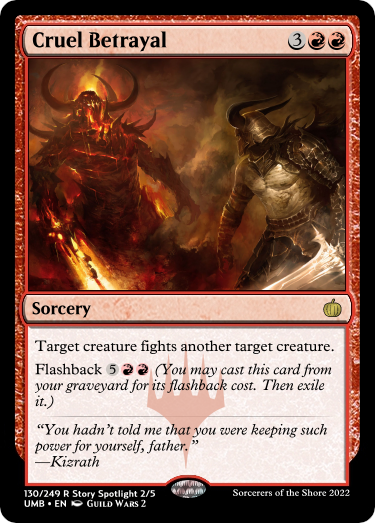 Cruel Betrayal 3
Sorcery
Target creature fights another target creature.
Flashback 5 (You may cast this card from
your graveyard for its flashback cost. Then exile
it.)
“You hadn't told me that you were keeping such
power for yourself, father.”
—Kizrath
130/249 R Story Spotlight 2/5
UMB • EN Guild Wars 2
Sorcerers of the Shore 2022